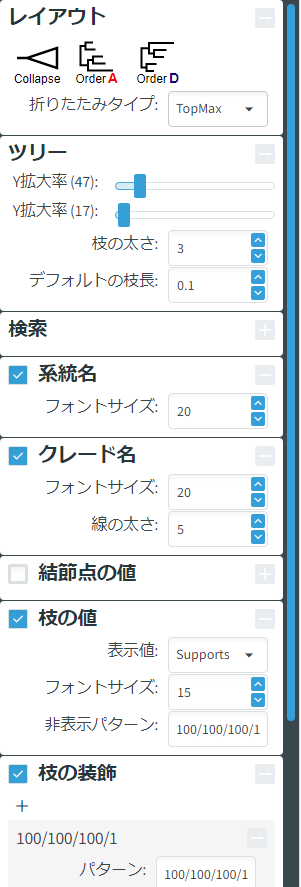 レイアウト
Collapse Order A Order D
折りたたみタイプ: TopMax
ツリー
Y拡大率 (47):
Y拡大率 (17):
枝の太さ: 3
デフォルトの枝長: 0.1
検索
系統名
フォントサイズ: 20
クレード名
フォントサイズ: 20
線の太さ: 5
結節点の値
枝の値
表示値: Supports
フォントサイズ: 15
非表示パターン: 100/100/100/1
枝の装飾
+
100/100/100/1
パターン: 100/100/100/1